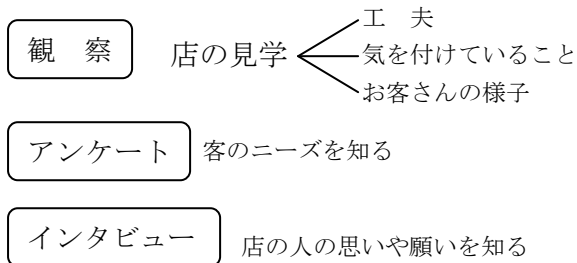 観　察
店の見学
工　夫
気を付けていること
お客さんの様子
アンケート
客のニーズを知る
インタビュー
店の人の思いや願いを知る